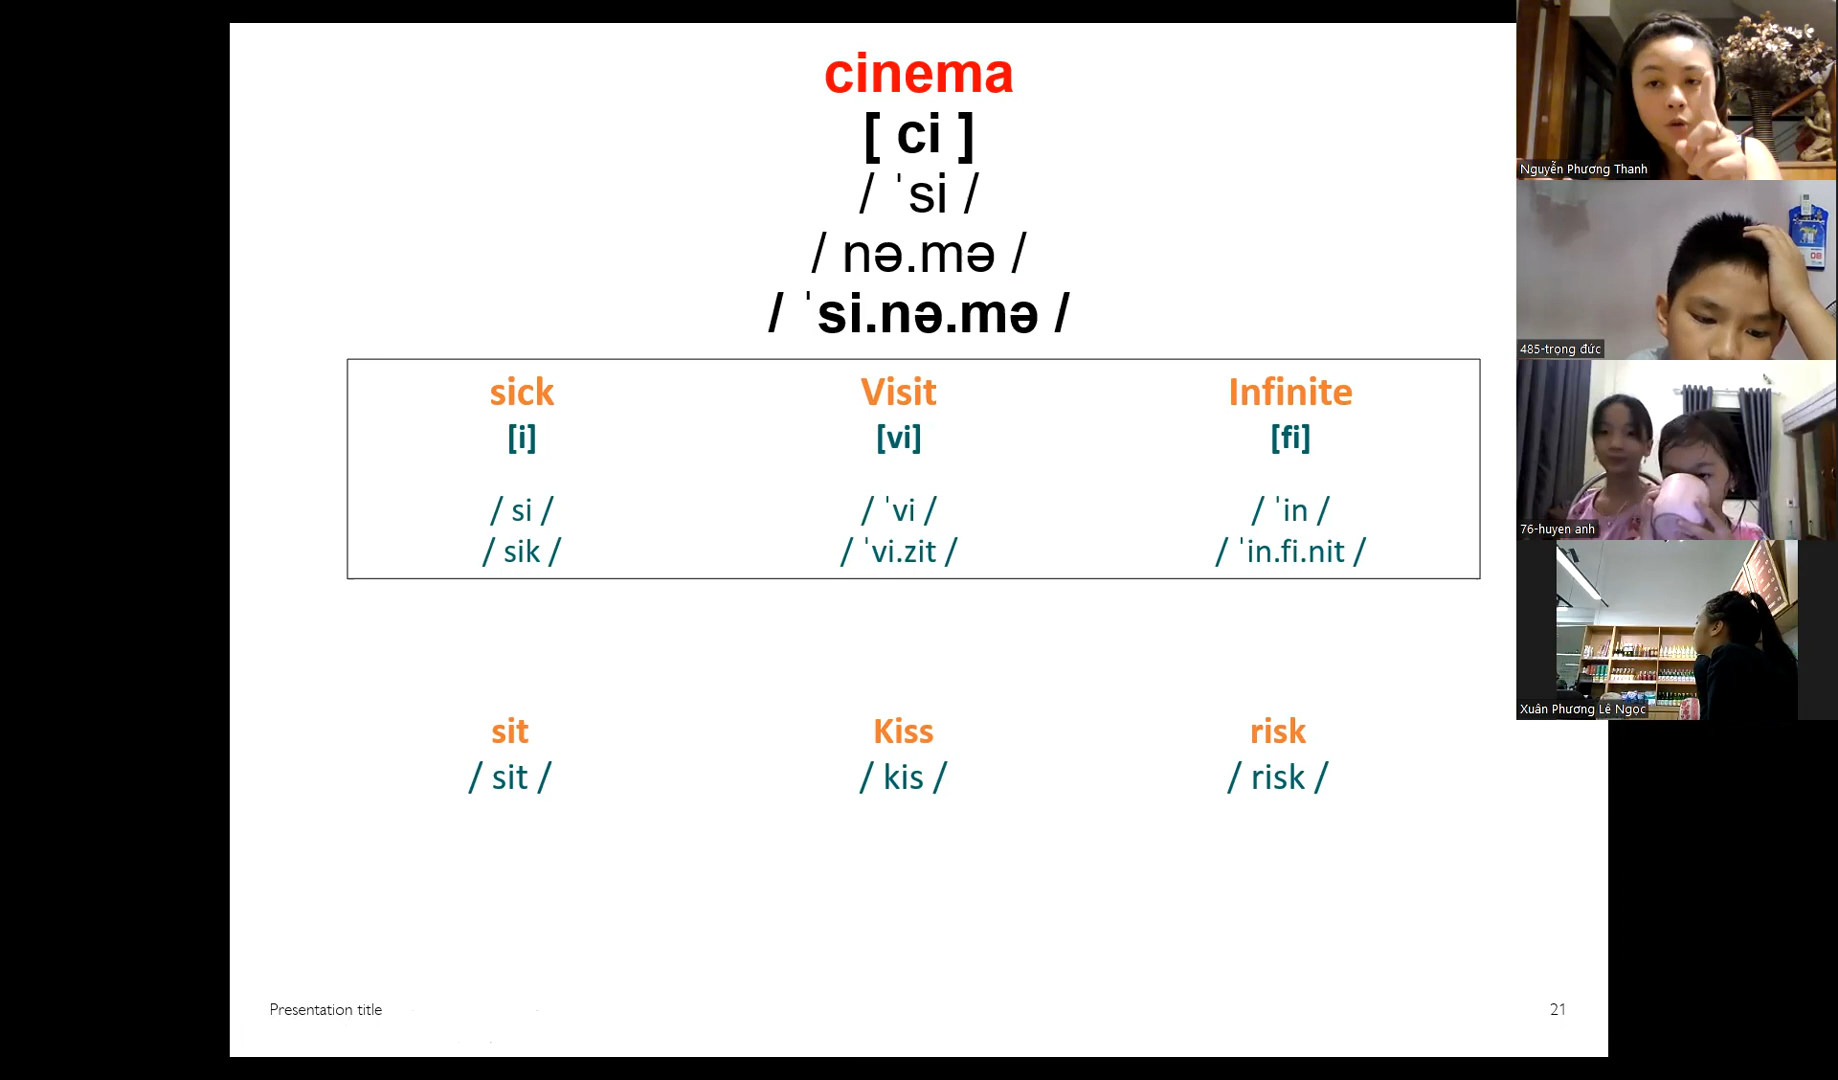 cinema
[ ci ]
/ ˈsi /
/ nə.mə /
/ ˈsi.nə.mə /
sick Visit Infinite
[i] [vi] [fi]
/ si / / ˈvi / / ˈin /
/ sik / / ˈvi.zit / / ˈin.fi.nit /
sit Kiss risk
/ sit / / kis / / risk /
Presentation title 21
Nguyễn Phương Thanh
485-trọng đức
76-huyen anh
Xuân Phương Lê Ngọc